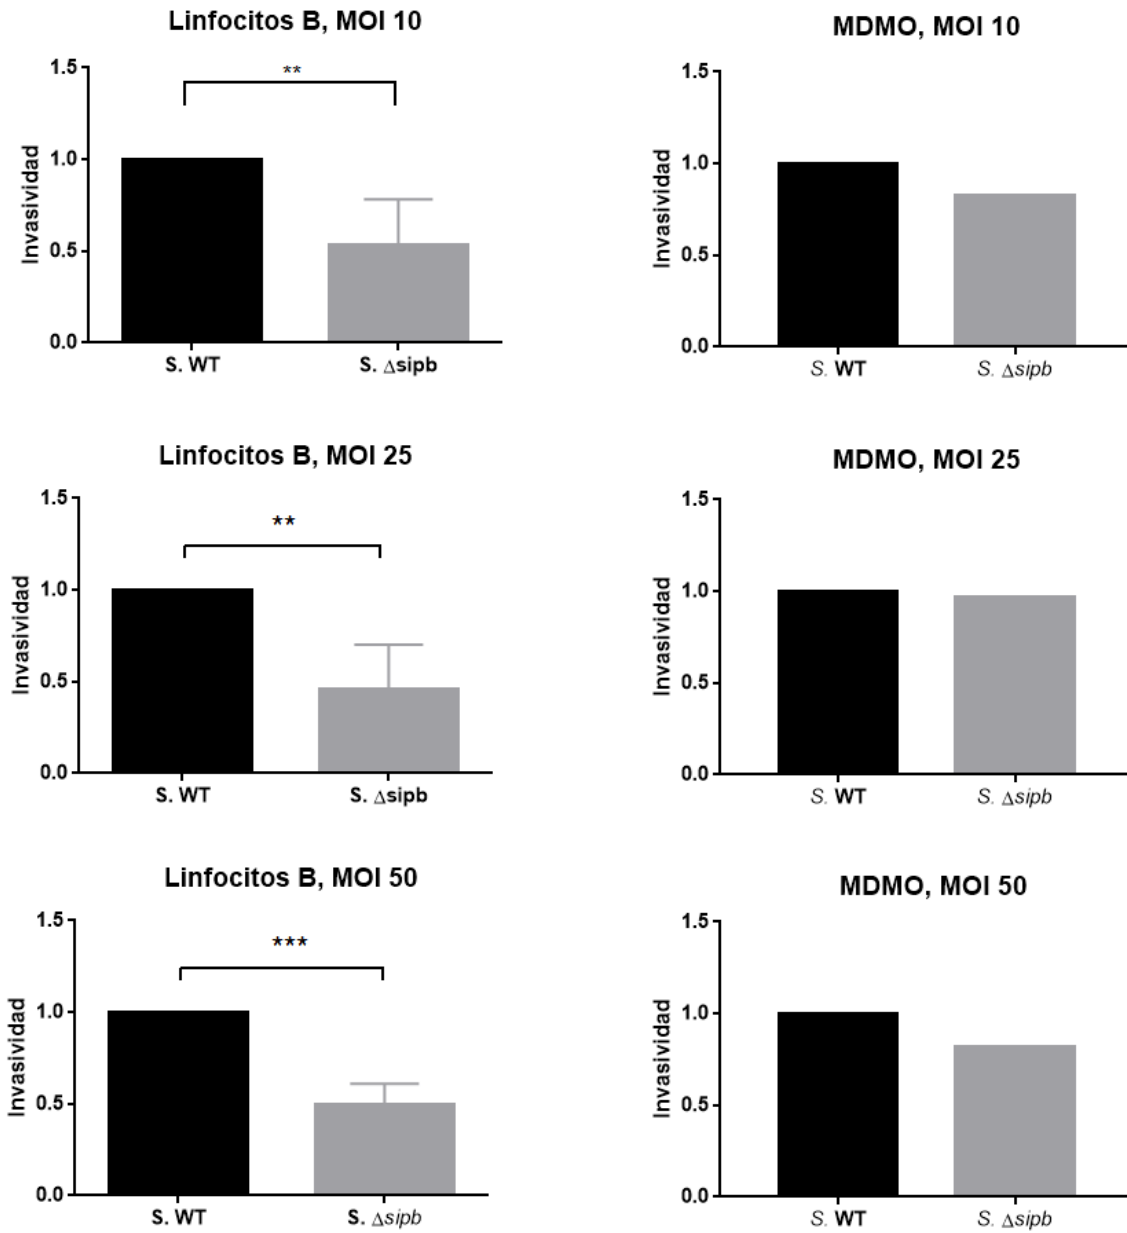 Linfocitos B, MOI 10
1.5
**
1.0
Invasividad
0.5
0.0
S. WT S. Δsipb
MDMO, MOI 10
1.5
1.0
Invasividad
0.5
0.0
S. WT S. Δsipb
Linfocitos B, MOI 25
1.5
**
1.0
Invasividad
0.5
0.0
S. WT S. Δsipb
MDMO, MOI 25
1.5
1.0
Invasividad
0.5
0.0
S. WT S. Δsipb
Linfocitos B, MOI 50
1.5
***
1.0
Invasividad
0.5
0.0
S. WT S. Δsipb
MDMO, MOI 50
1.5
1.0
Invasividad
0.5
0.0
S. WT S. Δsipb